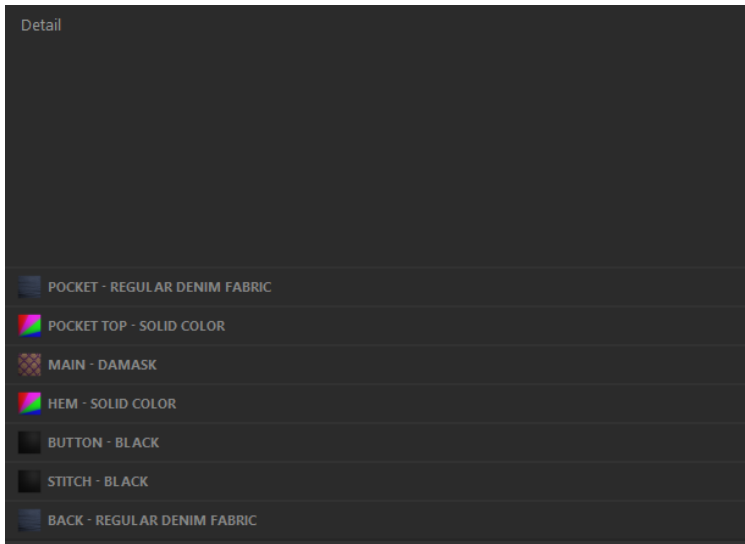 Detail
POCKET - REGULAR DENIM FABRIC
POCKET TOP - SOLID COLOR
MAIN - DAMASK
HEM - SOLID COLOR
BUTTON - BLACK
STITCH - BLACK
BACK - REGULAR DENIM FABRIC